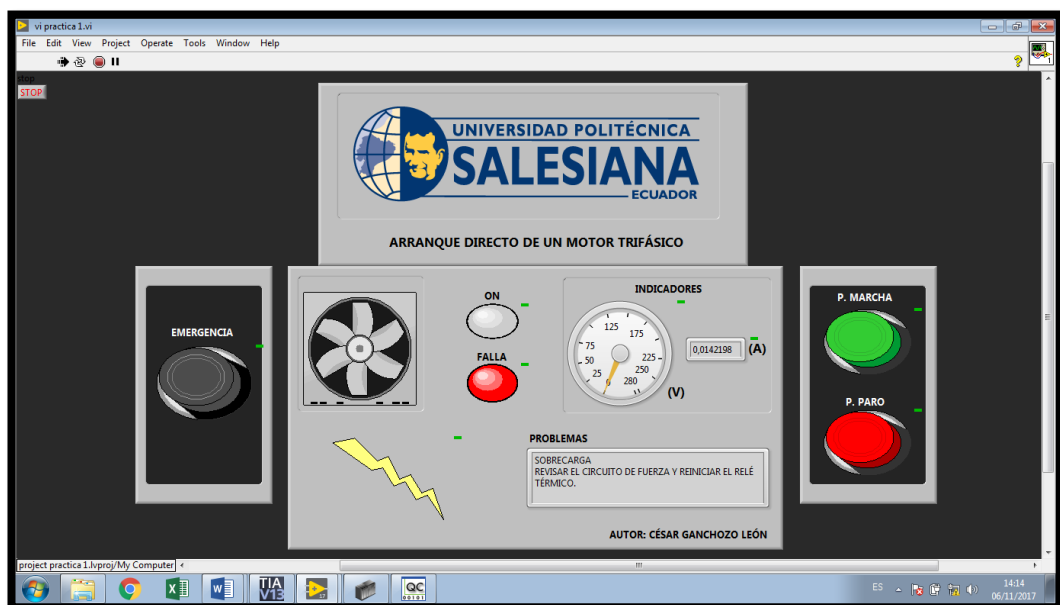 vi practica 1.vi
File Edit View Project Operate Tools Window Help
stop
STOP
UNIVERSIDAD POLITÉCNICA
SALESIANA
ECUADOR
ARRANQUE DIRECTO DE UN MOTOR TRIFÁSICO
EMERGENCIA
ON
FALLA
INDICADORES
125 175
75 225
50 250
25 280
0
0,0142198 (A)
(V)
P. MARCHA
P. PARO
PROBLEMAS
SOBRECARGA
REVISAR EL CIRCUITO DE FUERZA Y REINICIAR EL RELÉ
TÉRMICO.
AUTOR: CÉSAR GANCHOZO LEÓN
project practica 1.lvproj/My Computer
TIA
V13
QC
00101
ES
14:14
06/11/2017